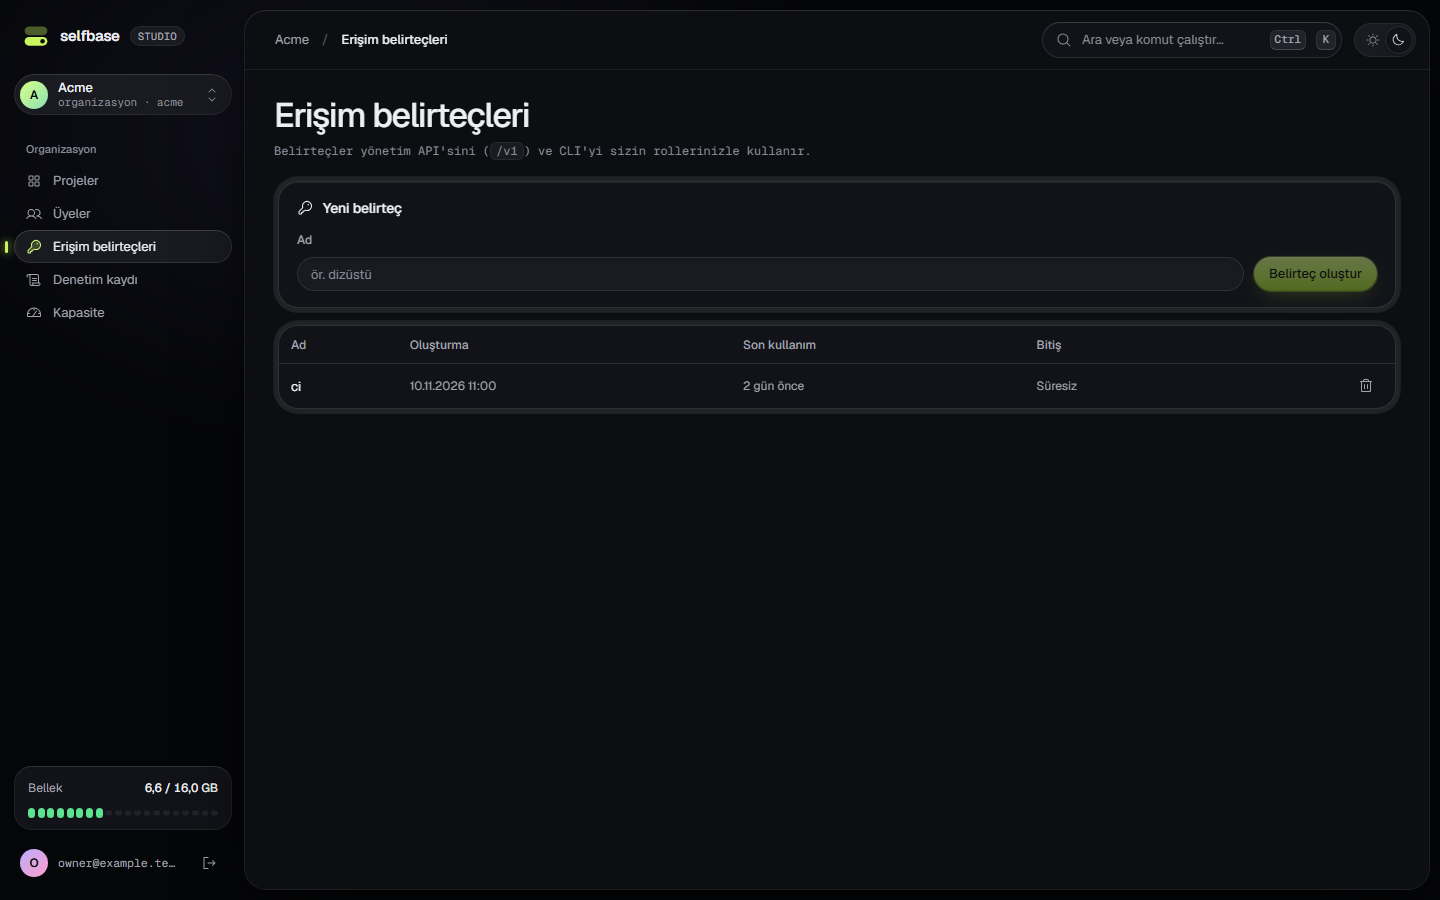 selfbase STUDIO
A
Acme
organizasyon · acme
Organizasyon
Projeler
Üyeler
Erişim belirteçleri
Denetim kaydı
Kapasite
Bellek 6,6 / 16,0 GB
O owner@example.te…
Acme / Erişim belirteçleri
Ara veya komut çalıştır… Ctrl K
Erişim belirteçleri
Belirteçler yönetim API'sini (/v1) ve CLI'yi sizin rollerinizle kullanır.
Yeni belirteç
Ad
ör. dizüstü
Belirteç oluştur
Ad Oluşturma Son kullanım Bitiş
ci 10.11.2026 11:00 2 gün önce Süresiz